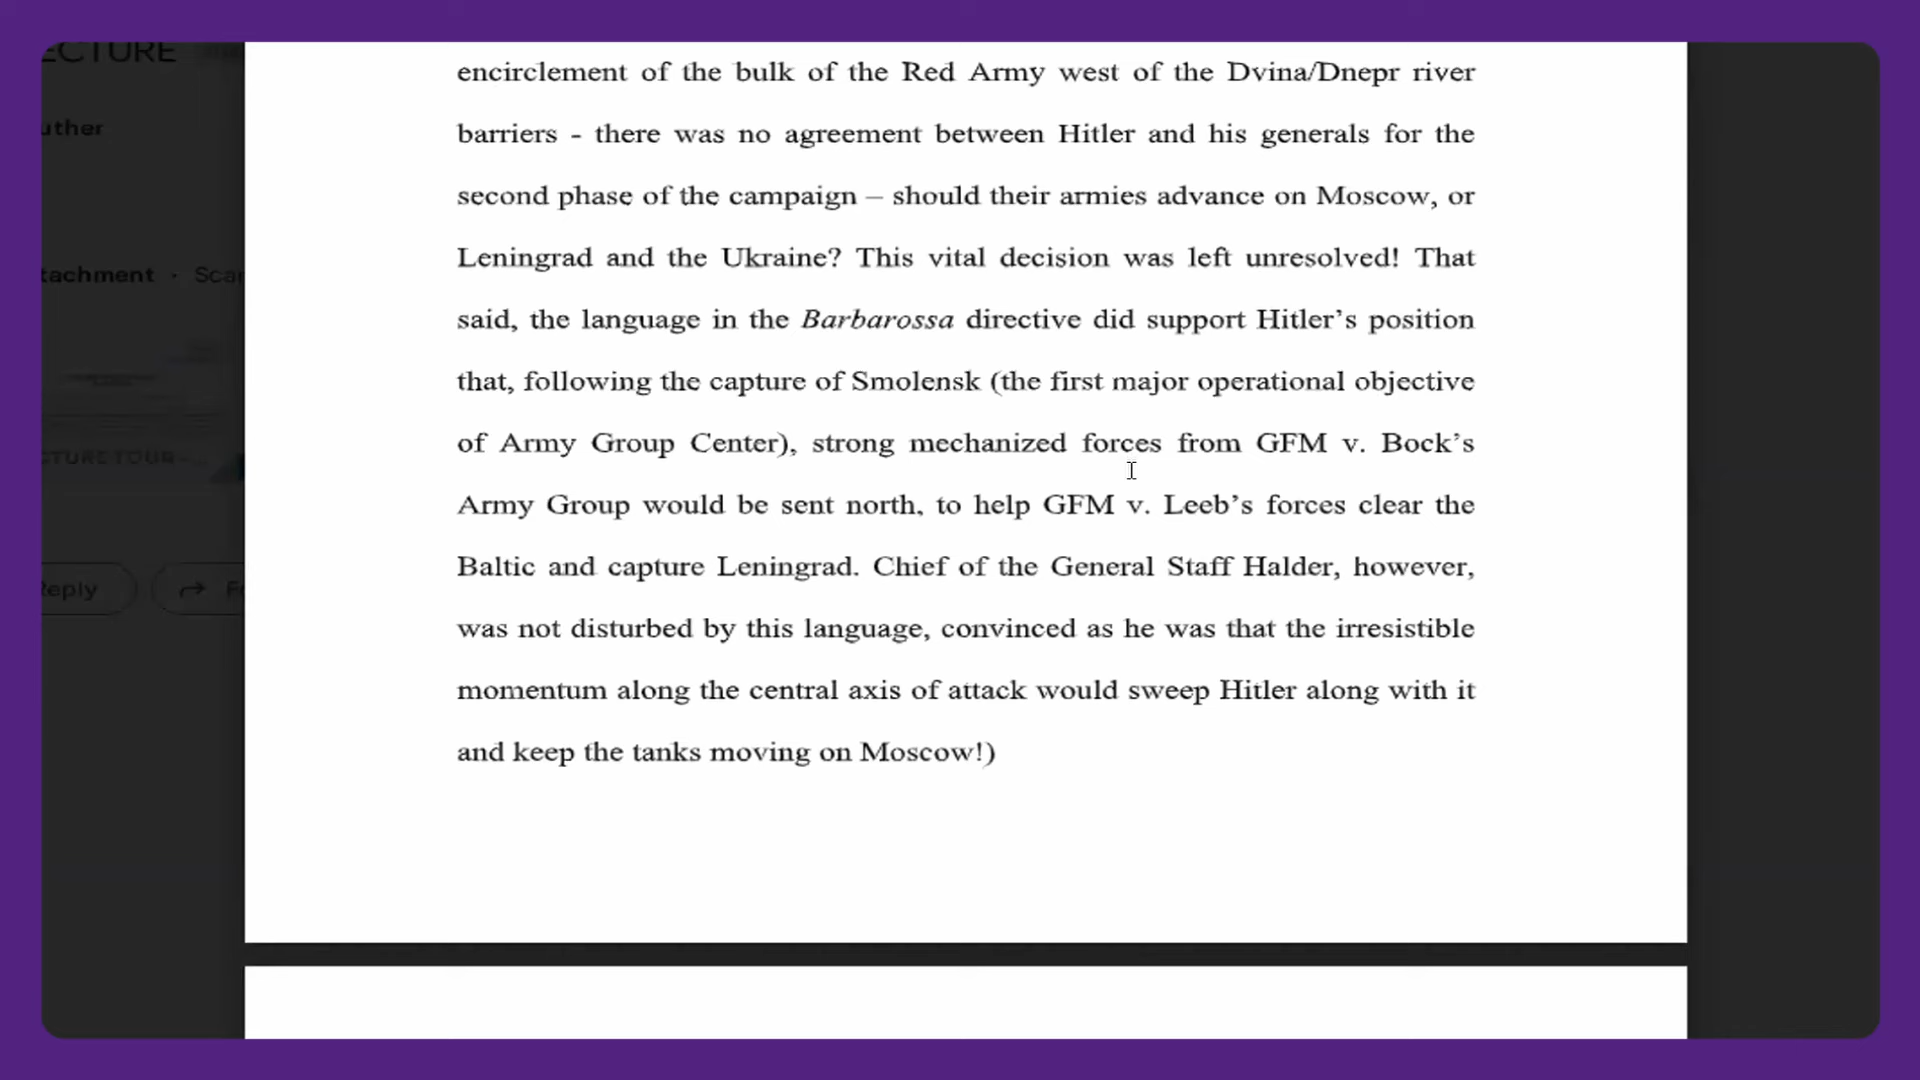 ECTURE
encirclement of the bulk of the Red Army west of the Dvina/Dnepr river
uther
barriers - there was no agreement between Hitler and his generals for the
second phase of the campaign – should their armies advance on Moscow, or
Leningrad and the Ukraine? This vital decision was left unresolved! That
tachment · Scan
said, the language in the Barbarossa directive did support Hitler’s position
that, following the capture of Smolensk (the first major operational objective
of Army Group Center), strong mechanized forces from GFM v. Bock’s
CTURE TOUR –...
Army Group would be sent north, to help GFM v. Leeb’s forces clear the
Baltic and capture Leningrad. Chief of the General Staff Halder, however,
eply
was not disturbed by this language, convinced as he was that the irresistible
momentum along the central axis of attack would sweep Hitler along with it
and keep the tanks moving on Moscow!)